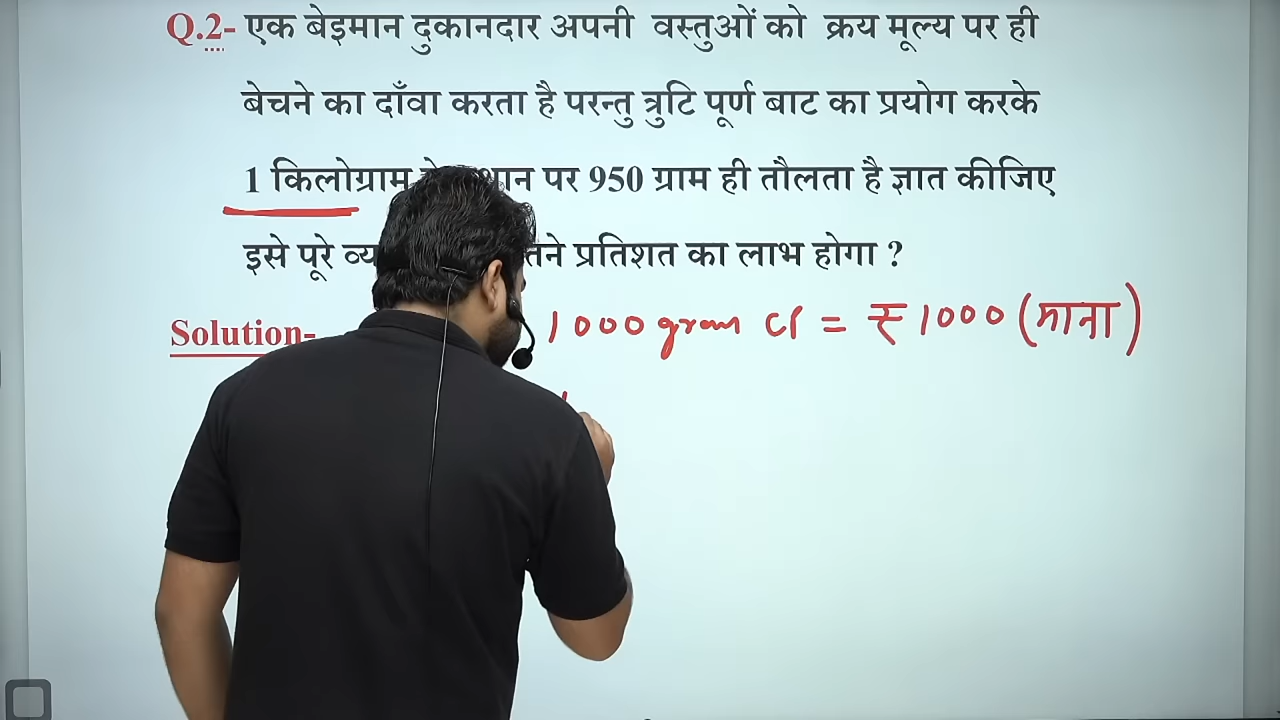 Q.2- एक बेइमान दुकानदार अपनी वस्तुओं को क्रय मूल्य पर ही
बेचने का दाँवा करता है परन्तु त्रुटि पूर्ण बाट का प्रयोग करके
1 किलोग्राम पर 950 ग्राम ही तौलता है ज्ञात कीजिए
इसे पूरे प्रतिशत का लाभ होगा ?
Solution- 1000 gram CP = ₹ 1000 (माना)